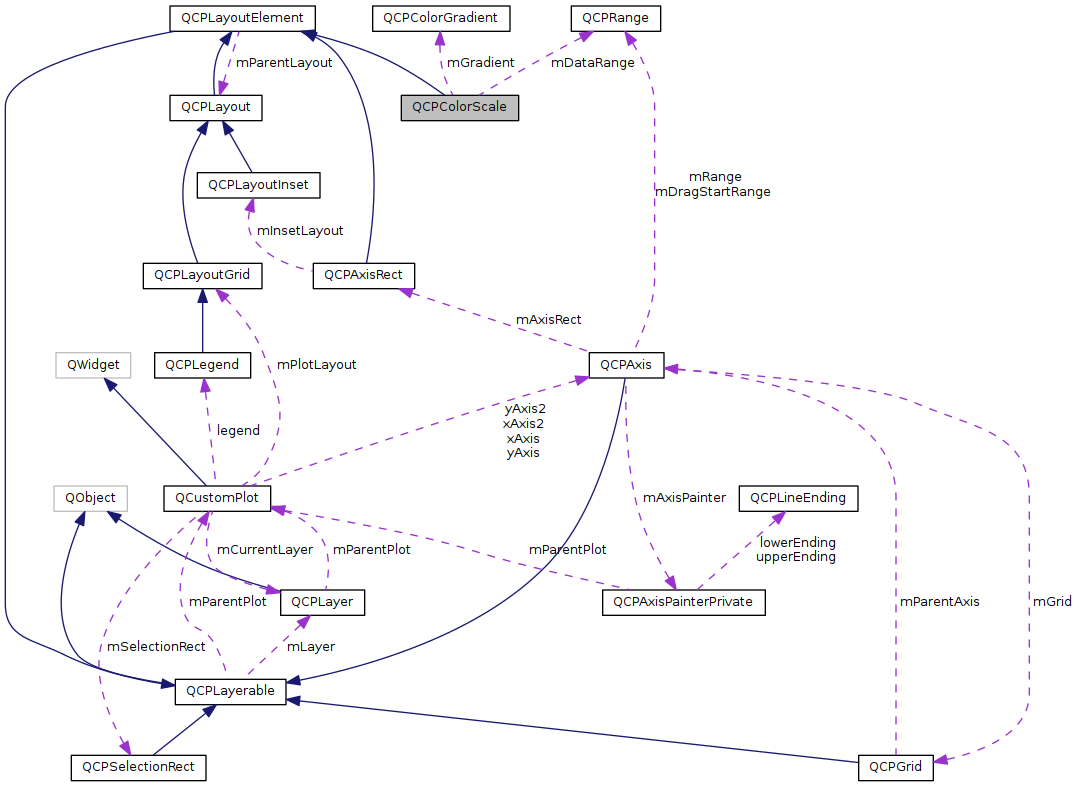 QCPLayoutElement
QCPColorGradient
QCPRange
mParentLayout
mGradient
mDataRange
QCPLayout
QCPColorScale
QCPLayoutInset
mRange
mDragStartRange
mInsetLayout
QCPLayoutGrid
QCPAxisRect
mAxisRect
QWidget
QCPLegend
mPlotLayout
QCPAxis
yAxis2
xAxis2
xAxis
yAxis
legend
QObject
QCustomPlot
mAxisPainter
QCPLineEnding
mCurrentLayer
mParentPlot
mParentPlot
lowerEnding
upperEnding
mParentPlot
QCPLayer
QCPAxisPainterPrivate
mParentAxis
mGrid
mSelectionRect
mLayer
QCPLayerable
QCPSelectionRect
QCPGrid